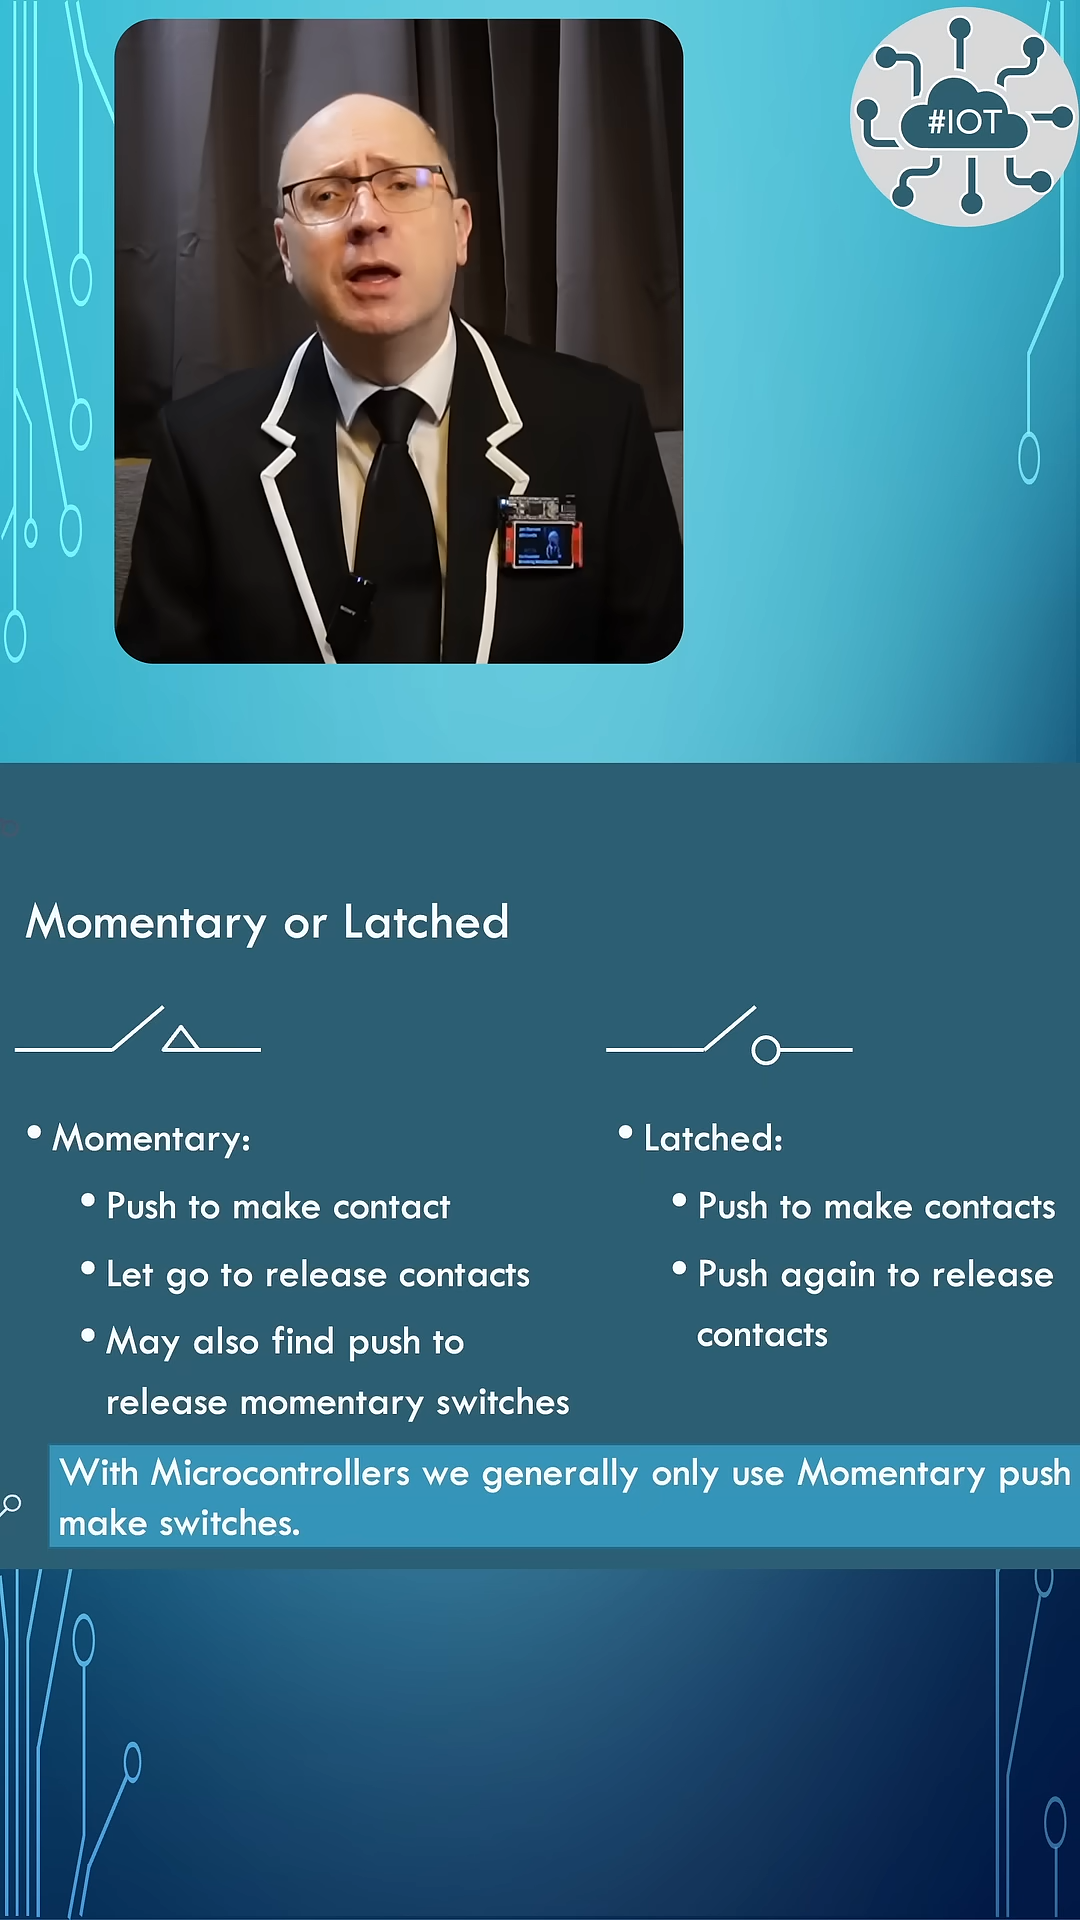 #IOT
Momentary or Latched
• Momentary:
• Push to make contact
• Let go to release contacts
• May also find push to
release momentary switches
• Latched:
• Push to make contacts
• Push again to release
contacts
With Microcontrollers we generally only use Momentary push
make switches.